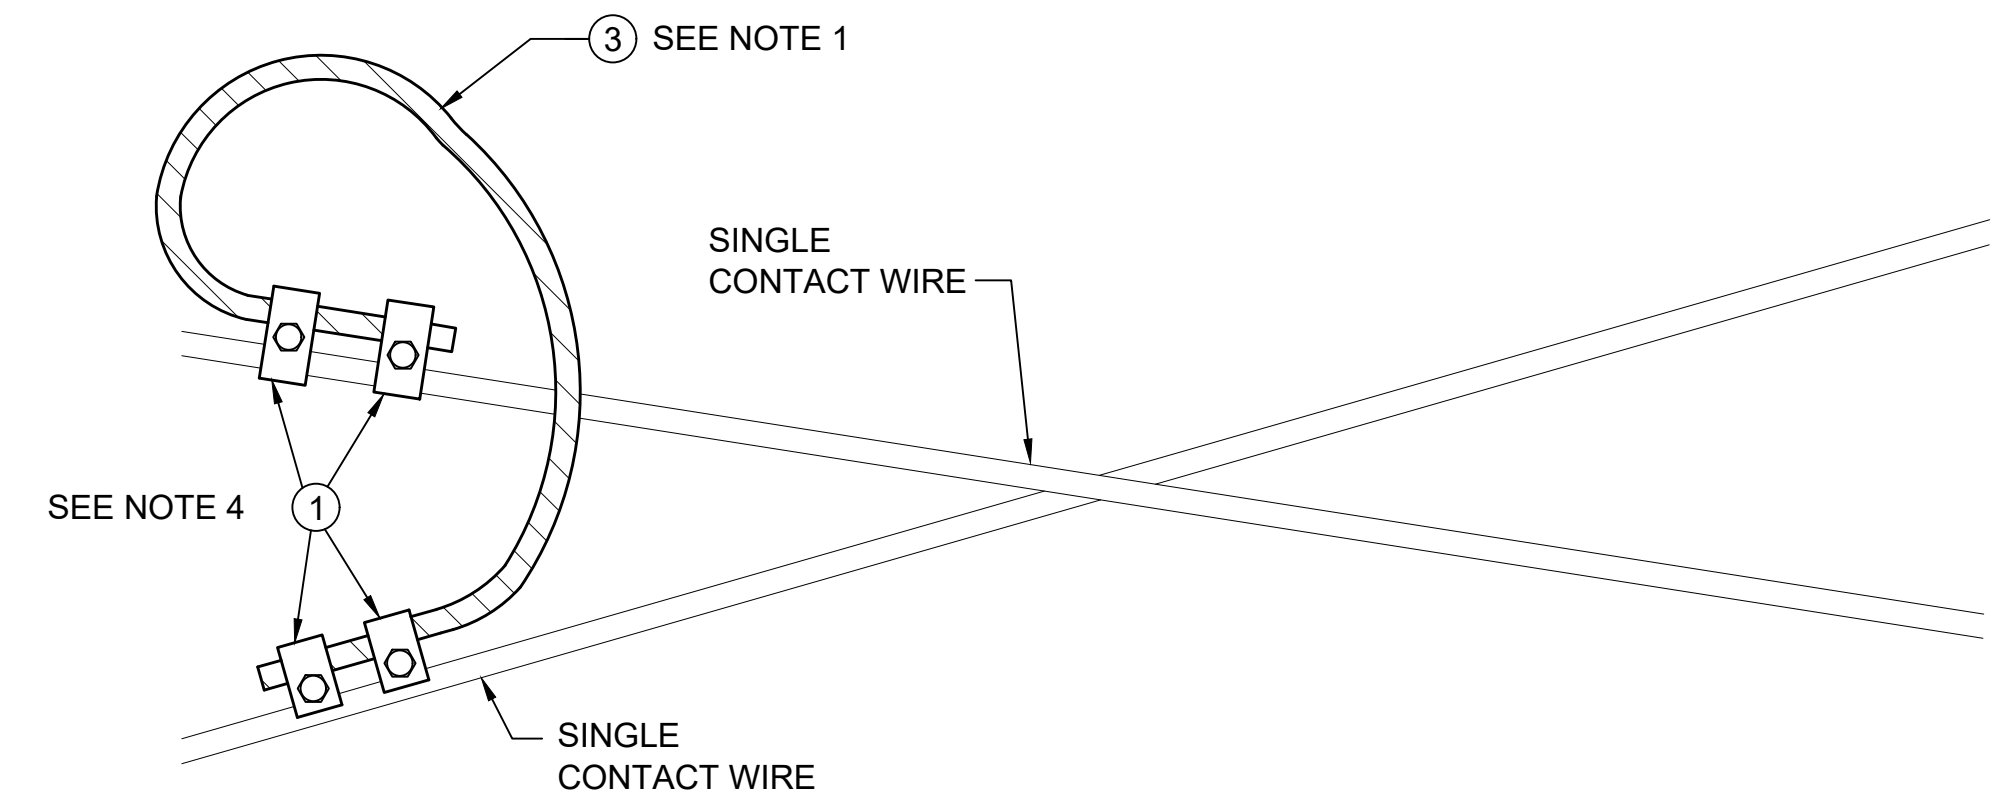 3 SEE NOTE 1
SINGLE
CONTACT WIRE
SEE NOTE 4 1
SINGLE
CONTACT WIRE